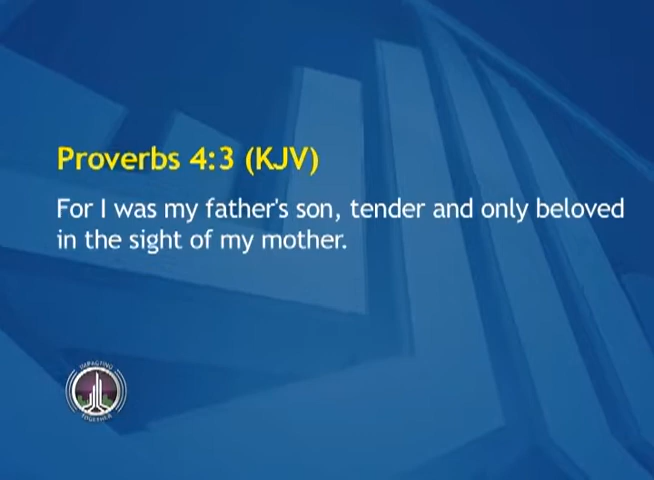 Proverbs 4:3 (KJV)
For I was my father's son, tender and only beloved
in the sight of my mother.
IMPACTING